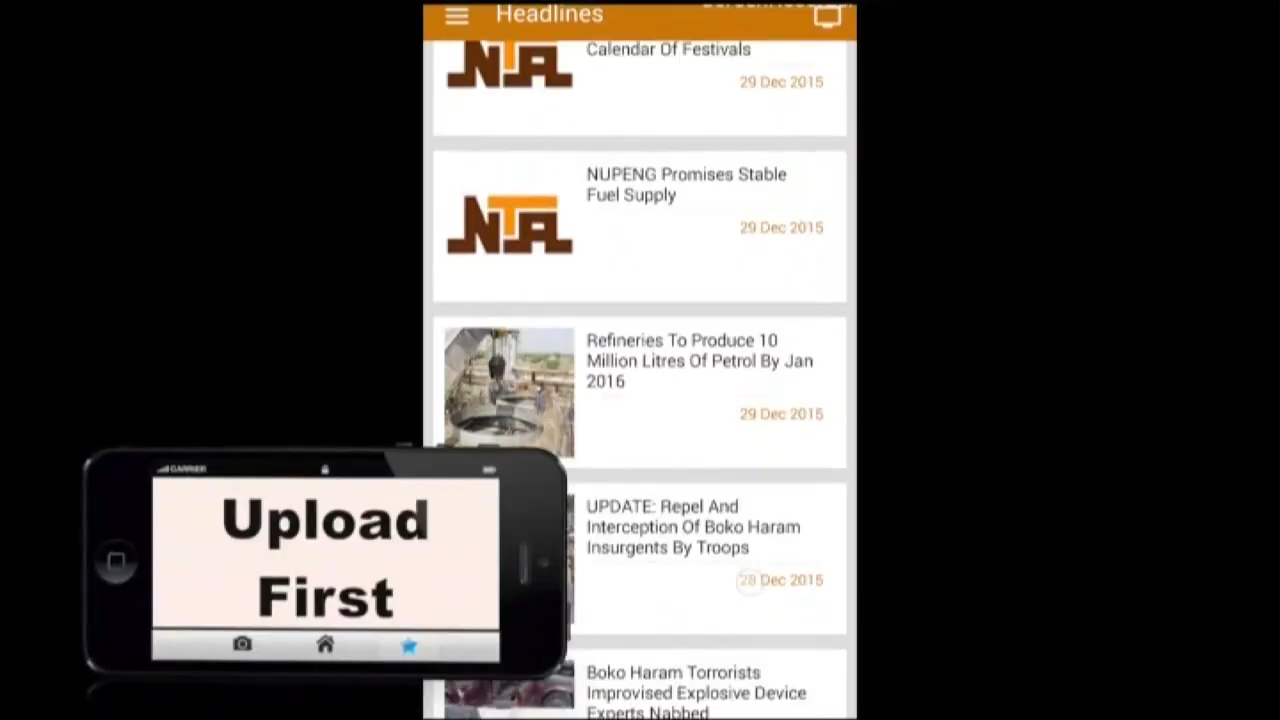 Headlines
Calendar Of Festivals
29 Dec 2015
NTA
NUPENG Promises Stable
Fuel Supply
29 Dec 2015
NTA
Refineries To Produce 10
Million Litres Of Petrol By Jan
2016
29 Dec 2015
UPDATE: Repel And
Interception Of Boko Haram
Insurgents By Troops
28 Dec 2015
Boko Haram Torrorists
Improvised Explosive Device
Experts Nabbed
CARRIER
Upload
First